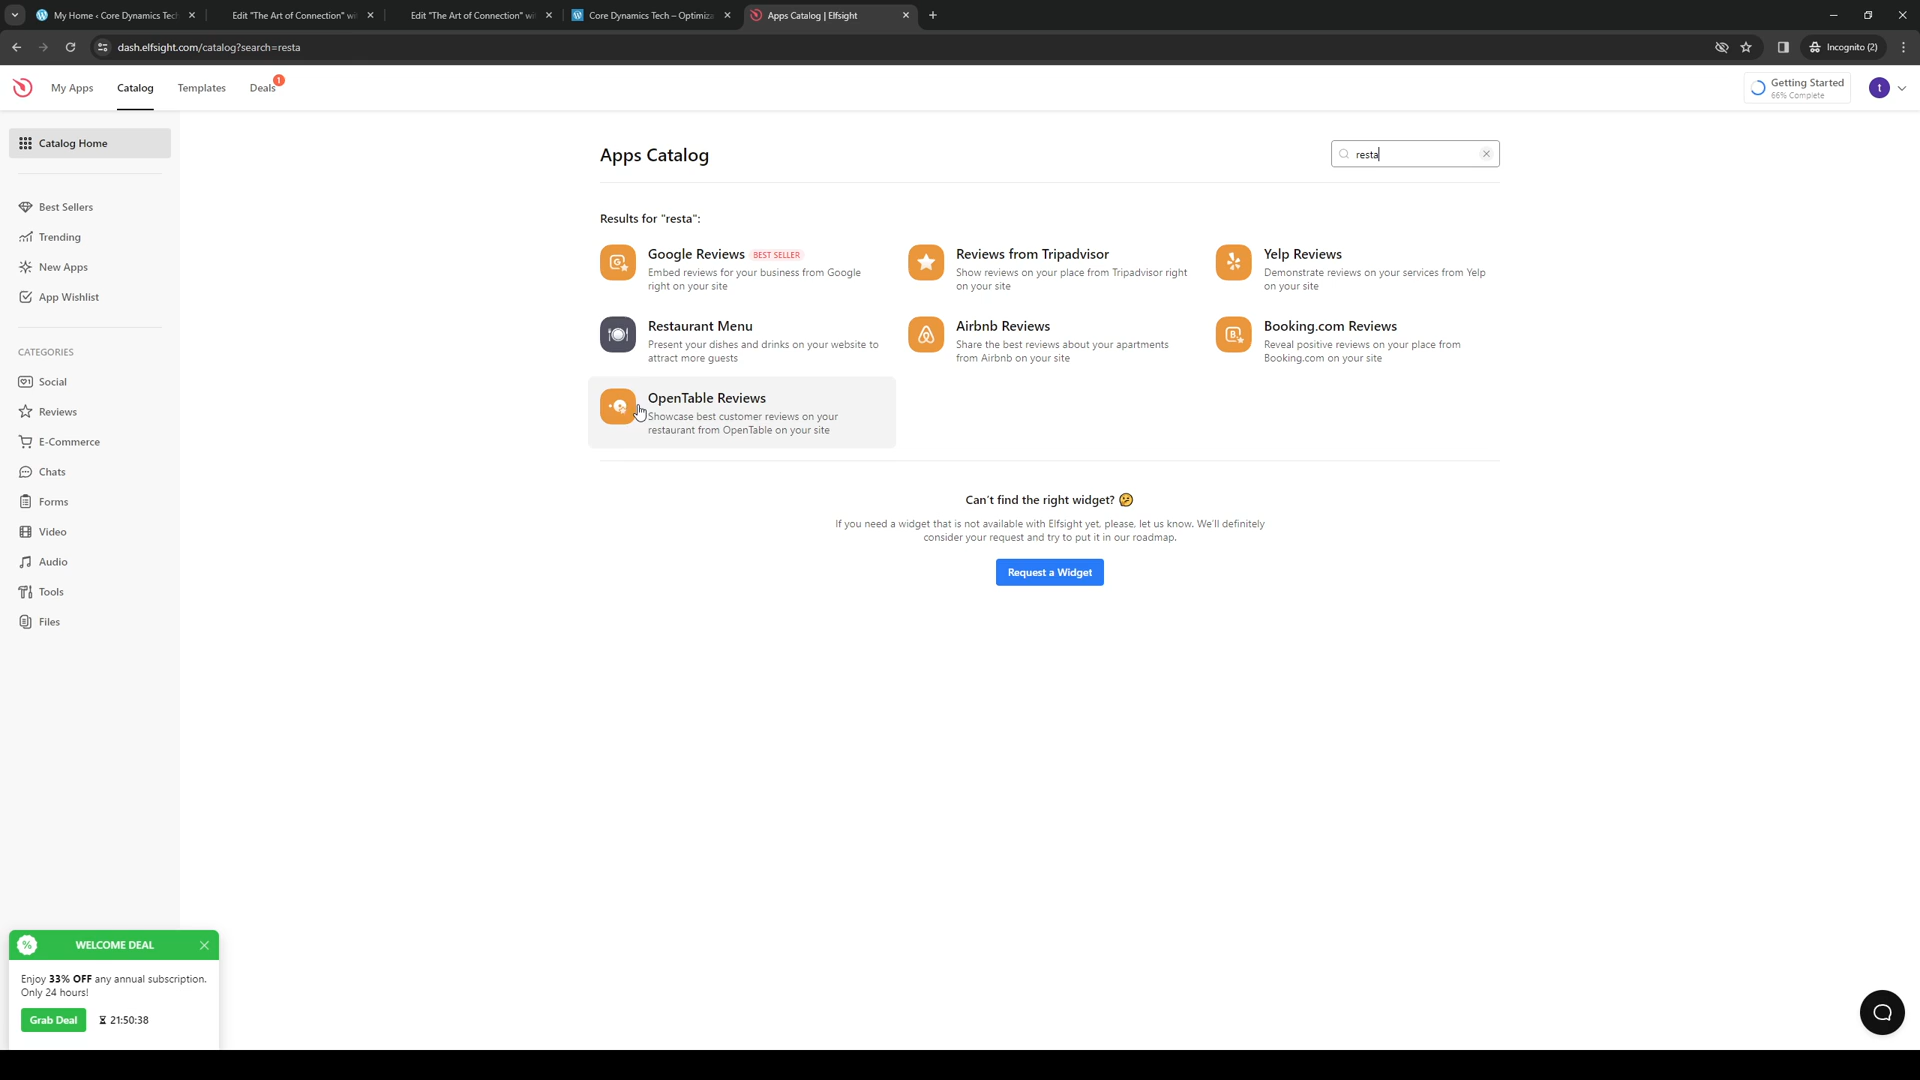 My Home ‹ Core Dynamics Tech
Edit "The Art of Connection" wi
Edit "The Art of Connection" wi
Core Dynamics Tech – Optimiza
Apps Catalog | Elfsight
dash.elfsight.com/catalog?search=resta
Incognito (2)
My Apps
Catalog
Templates
Deals
1
Getting Started
66% Complete
t
Catalog Home
Best Sellers
Trending
New Apps
App Wishlist
CATEGORIES
Social
Reviews
E-Commerce
Chats
Forms
Video
Audio
Tools
Files
Apps Catalog
resta
Results for "resta":
Google Reviews BEST SELLER
Embed reviews for your business from Google
right on your site
Reviews from Tripadvisor
Show reviews on your place from Tripadvisor right
on your site
Yelp Reviews
Demonstrate reviews on your services from Yelp
on your site
Restaurant Menu
Present your dishes and drinks on your website to
attract more guests
Airbnb Reviews
Share the best reviews about your apartments
from Airbnb on your site
Booking.com Reviews
Reveal positive reviews on your place from
Booking.com on your site
OpenTable Reviews
Showcase best customer reviews on your
restaurant from OpenTable on your site
Can't find the right widget?
If you need a widget that is not available with Elfsight yet, please, let us know. We'll definitely
consider your request and try to put it in our roadmap.
Request a Widget
% WELCOME DEAL
Enjoy 33% OFF any annual subscription.
Only 24 hours!
Grab Deal
21:50:38